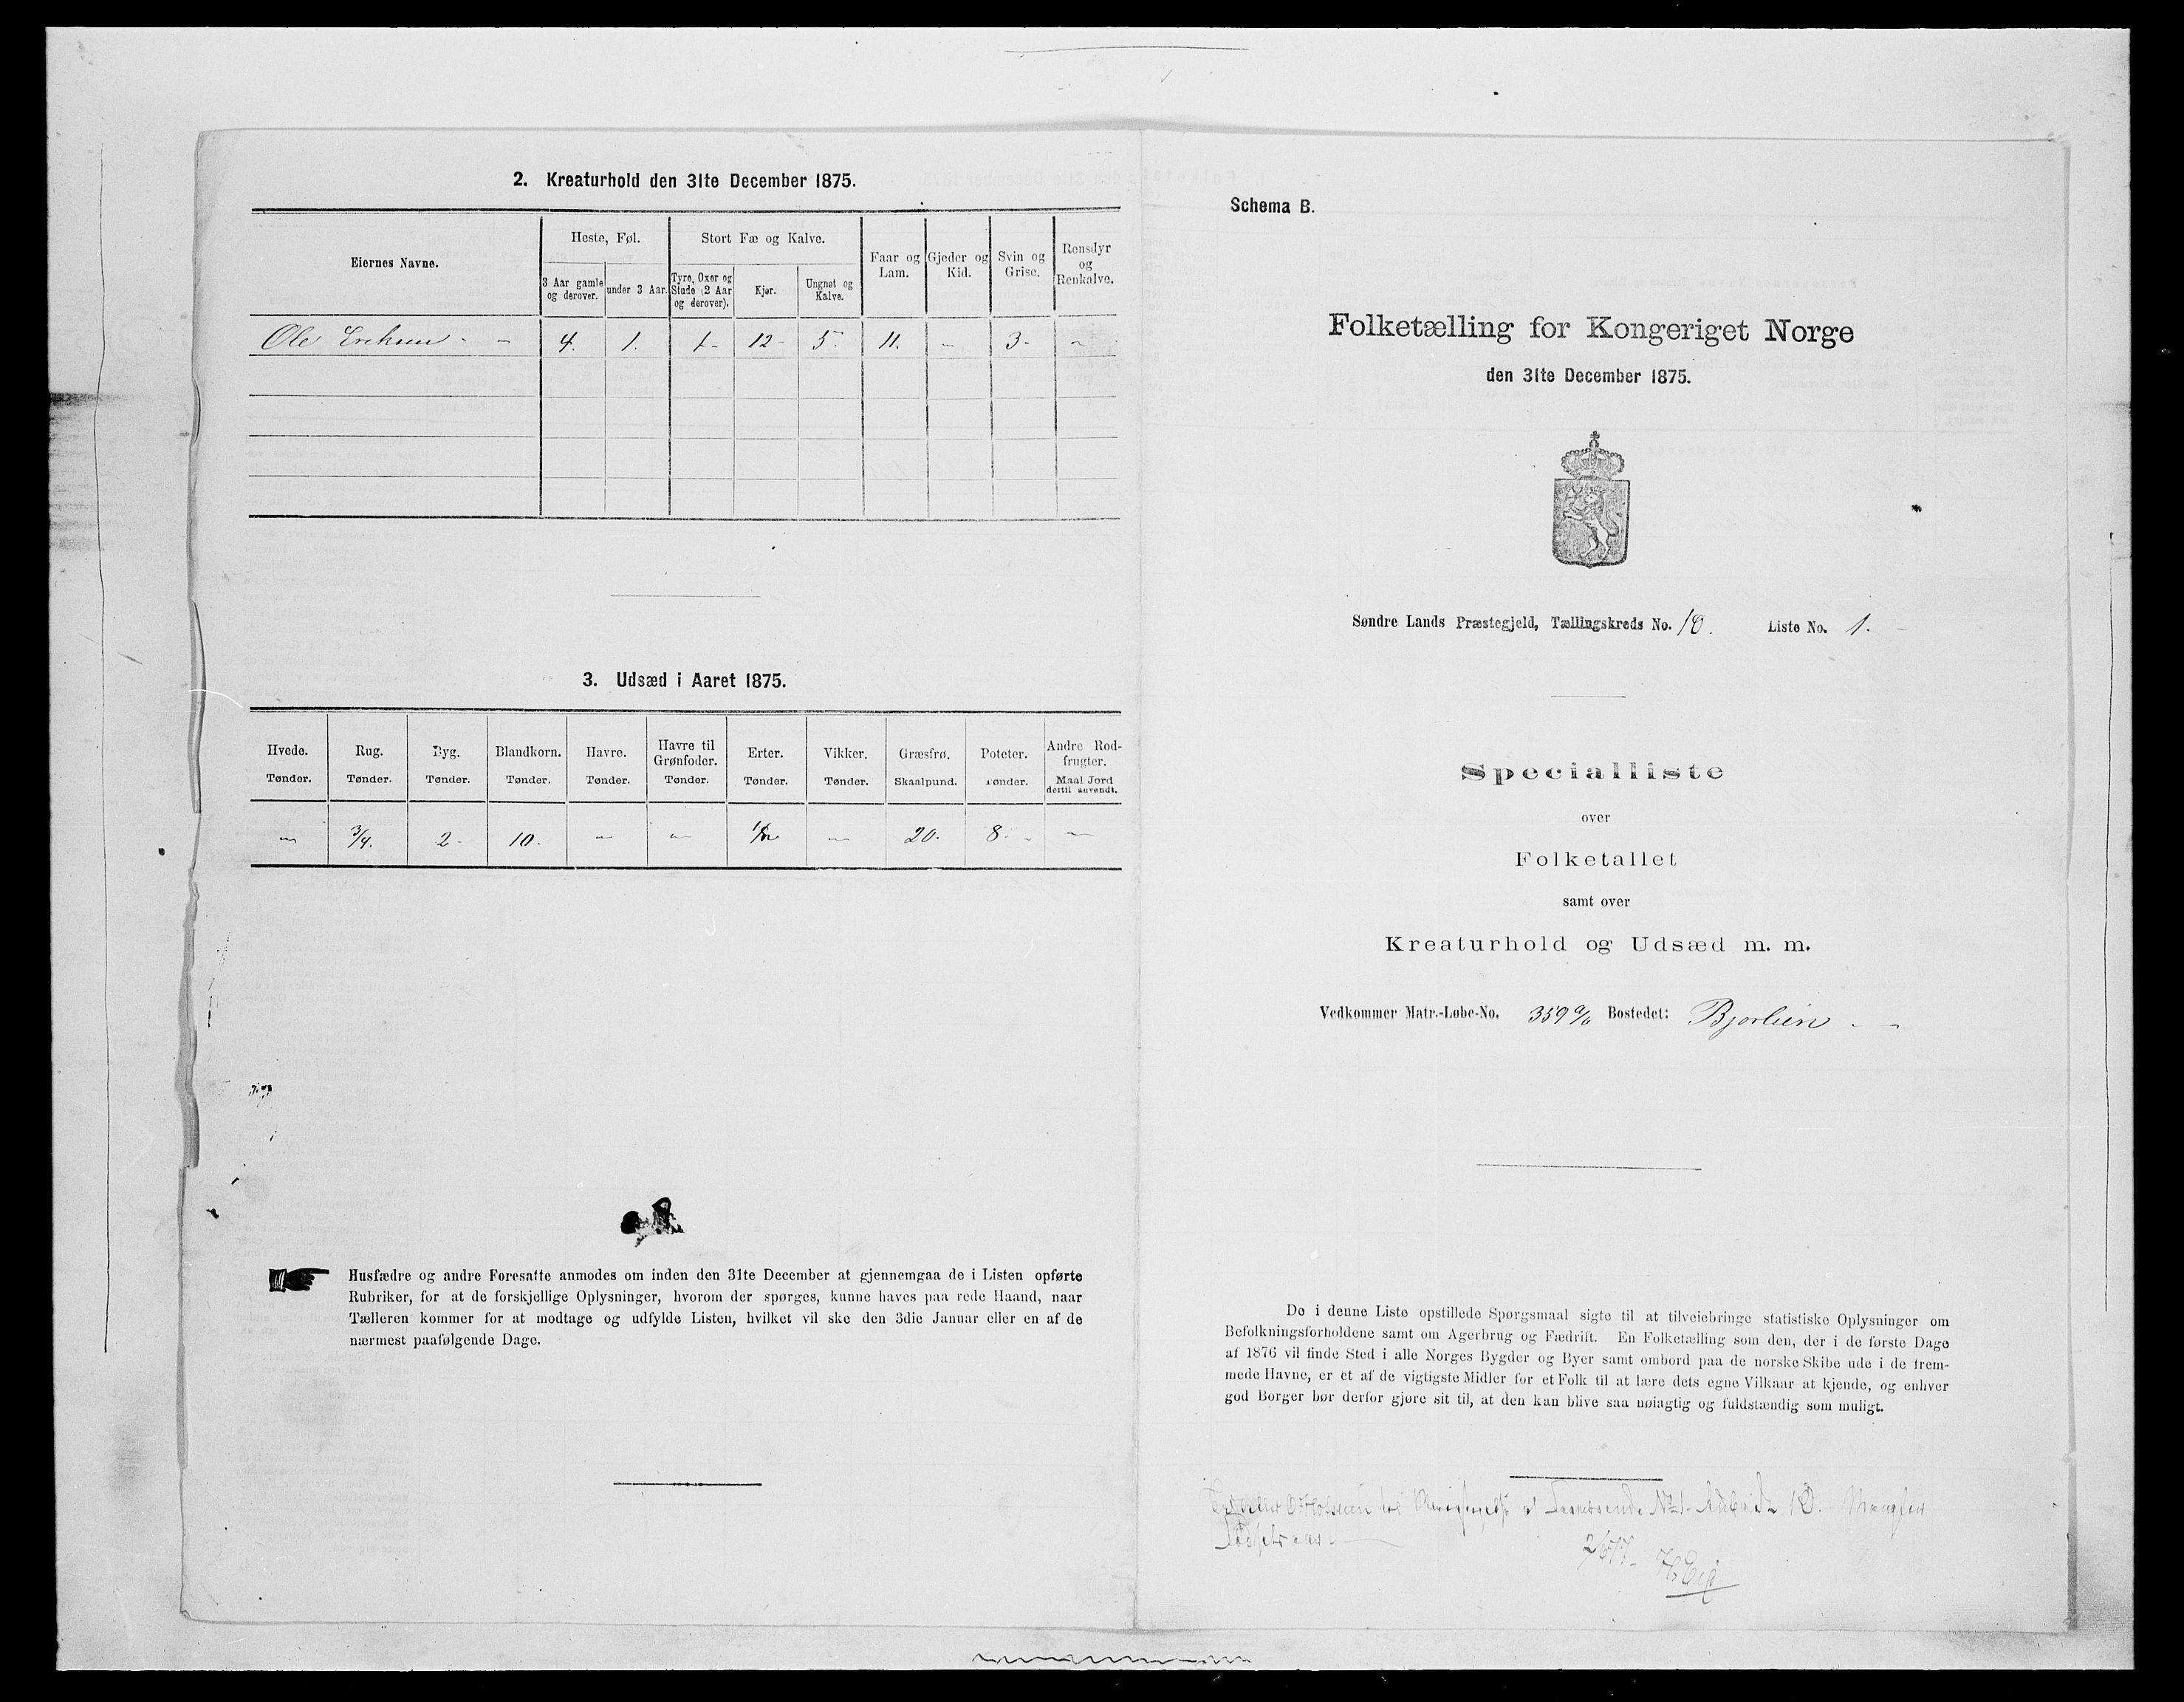 2. Kreaturhold den 31te December 1875.
Eiernes Navne.
Heste, Føl.
Stort Fæ og Kalve.
Faar og Lam.
Gjeder og Kid.
Svin og Grise.
Rensdyr og Renkalve.
3 Aar gamle og derover.
under 3 Aar.
Tyre, Oxer og Stude (2 Aar og derover).
Kjør.
Ungnøt og Kalve.
Ole Eriksen - - 4. 1. 1- 12- 5- 11. - 3- -
3. Udsæd i Aaret 1875.
Hvede. Tønder.
Rug. Tønder.
Byg. Tønder.
Blandkorn. Tønder.
Havre. Tønder.
Havre til Grønfoder. Tønder.
Erter. Tønder.
Vikker. Tønder.
Græsfrø. Skaalpund.
Poteter. Tønder.
Andre Rodfrugter. Maal Jord dertil anvendt.
- 3/4. 2- 10. - - - 20. 8- - -
Husfædre og andre Foresatte anmodes om inden den 31te December at gjennemgaa de i Listen opførte
Rubriker, for at de forskjellige Oplysninger, hvorom der spørges, kunne haves paa rede Haand, naar
Tælleren kommer for at modtage og udfylde Listen, hvilket vil ske den 3die Januar eller en af de
nærmest paafølgende Dage.
Schema B.
Folketælling for Kongeriget Norge
den 31te December 1875.
Søndre Lands Præstegjeld, Tællingskreds No. 10. Liste No. 1. -
Specialliste
over
Folketallet
samt over
Kreaturhold og Udsæd m. m.
Vedkommer Matr.-Løbe-No. 359 a/b Bostedet: Bjorlien - -
De i denne Liste opstillede Spørgsmaal sigte til at tilveiebringe statistiske Oplysninger om
Befolkningsforholdene samt om Agerbrug og Fædrift. En Folketælling som den, der i de første Dage
af 1876 vil finde Sted i alle Norges Bygder og Byer samt ombord paa de norske Skibe ude i de frem-
mede Havne, er et af de vigtigste Midler for et Folk til at lære dets egne Vilkaar at kjende, og enhver
god Borger bør derfor gjøre sit til, at den kan blive saa nøiagtig og fuldstændig som muligt.